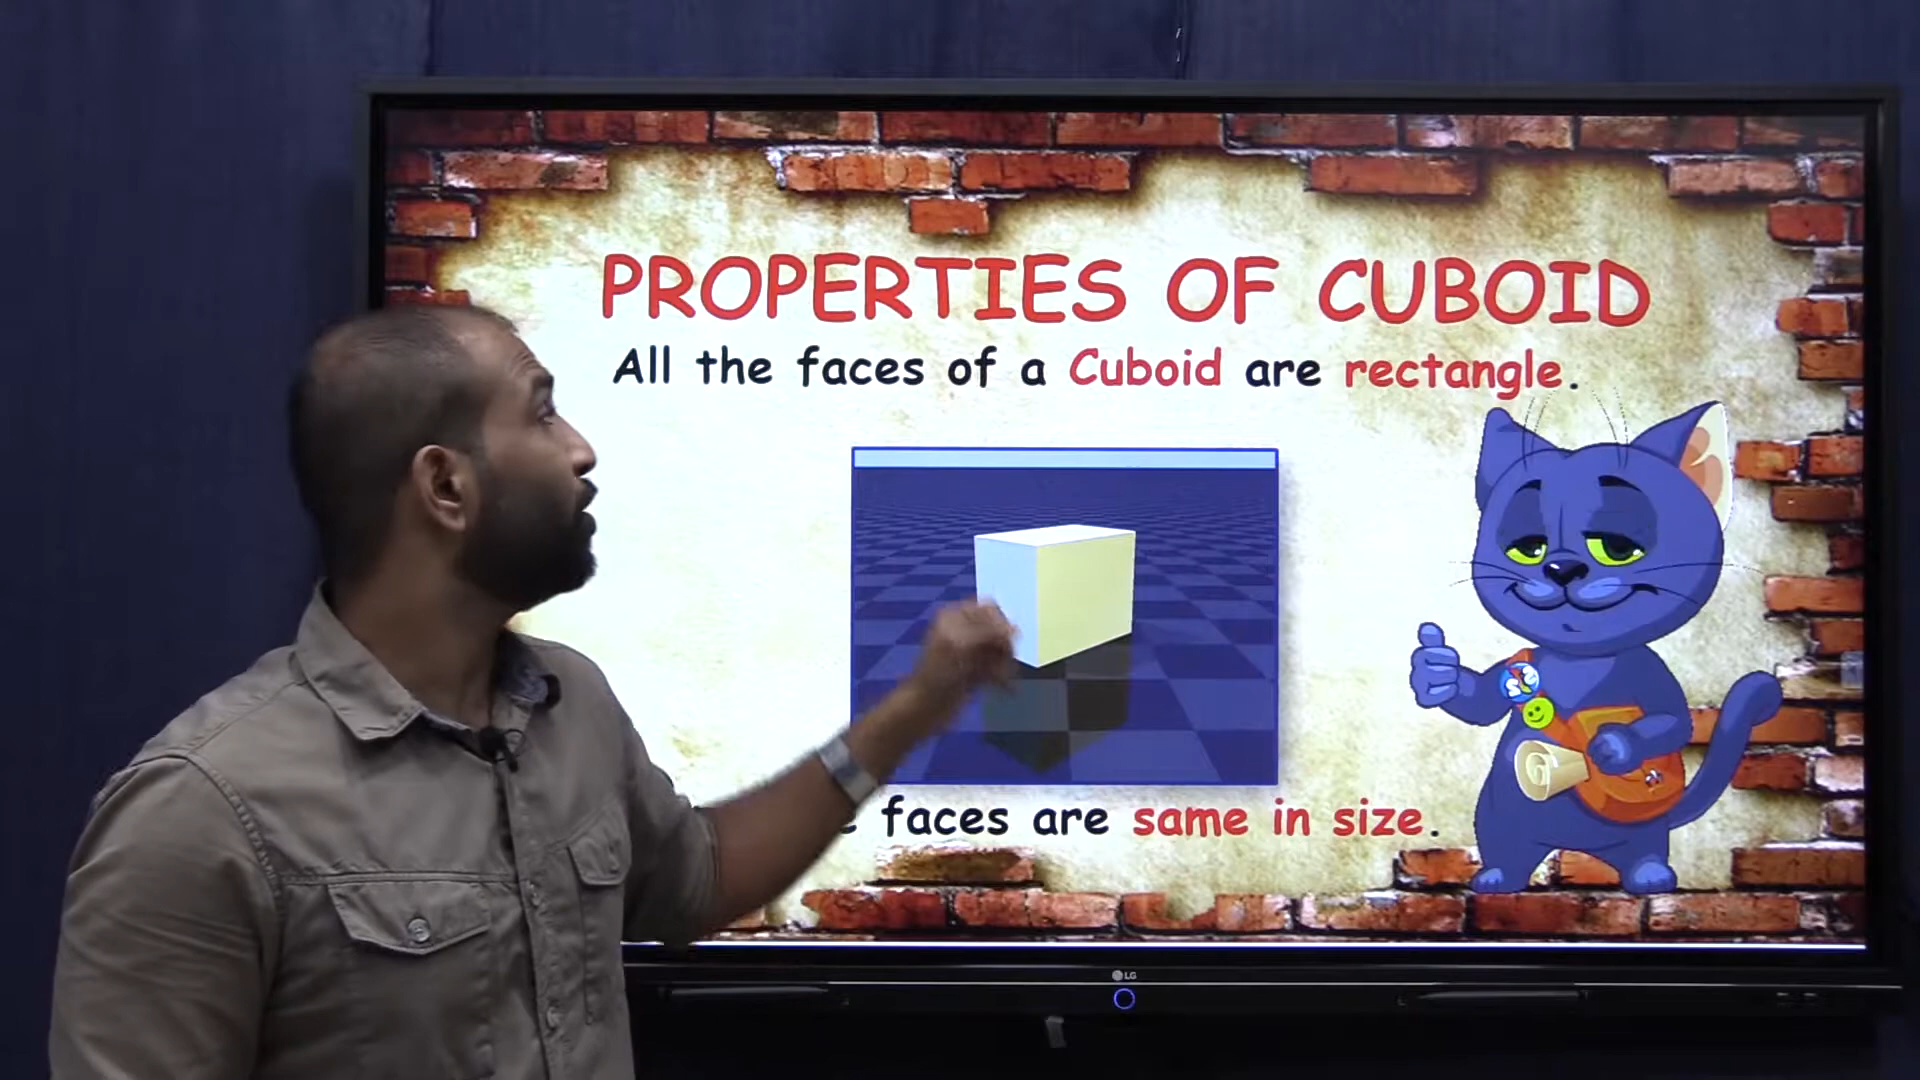 PROPERTIES OF CUBOID
All the faces of a Cuboid are rectangle.
faces are same in size.
LG